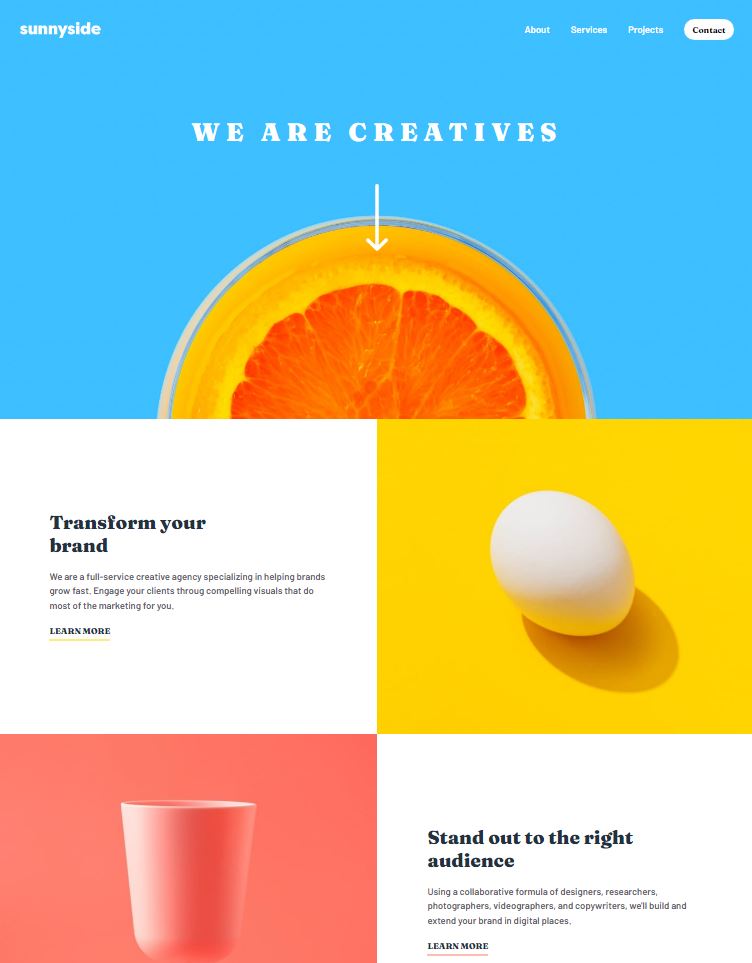 sunnyside
About Services Projects Contact
WE ARE CREATIVES
Transform your
brand
We are a full-service creative agency specializing in helping brands
grow fast. Engage your clients throug compelling visuals that do
most of the marketing for you.
LEARN MORE
Stand out to the right
audience
Using a collaborative formula of designers, researchers,
photographers, videographers, and copywriters, we'll build and
extend your brand in digital places.
LEARN MORE